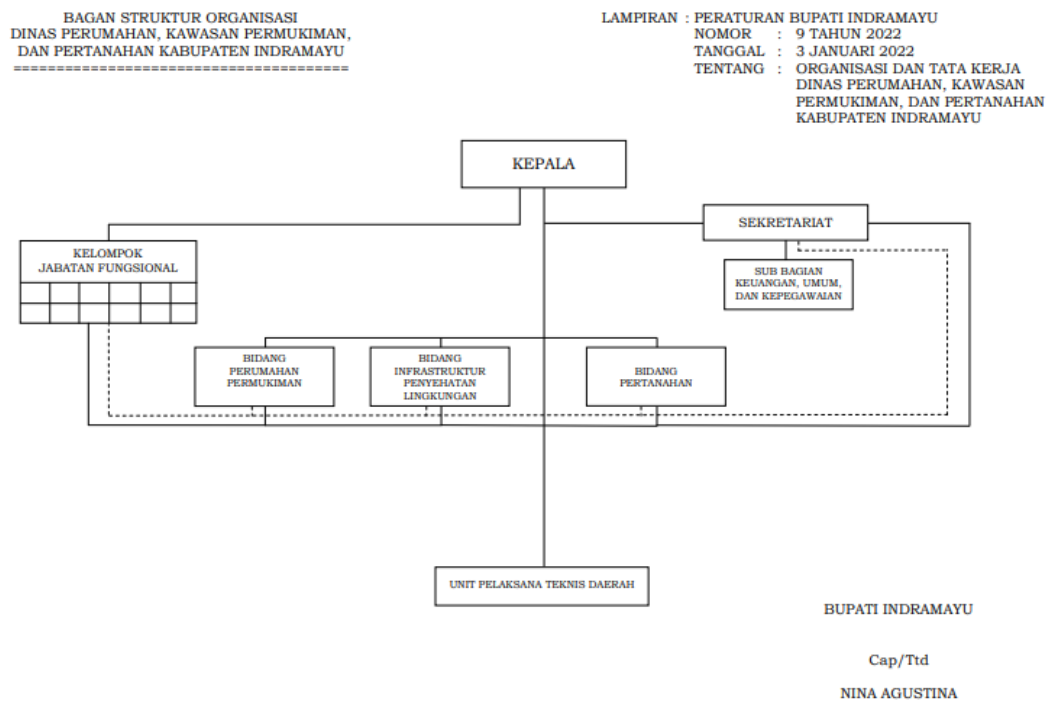 BAGAN STRUKTUR ORGANISASI
DINAS PERUMAHAN, KAWASAN PERMUKIMAN,
DAN PERTANAHAN KABUPATEN INDRAMAYU
=======================================
LAMPIRAN : PERATURAN BUPATI INDRAMAYU
NOMOR : 9 TAHUN 2022
TANGGAL : 3 JANUARI 2022
TENTANG : ORGANISASI DAN TATA KERJA
DINAS PERUMAHAN, KAWASAN
PERMUKIMAN, DAN PERTANAHAN
KABUPATEN INDRAMAYU
KEPALA
SEKRETARIAT
KELOMPOK
JABATAN FUNGSIONAL
SUB BAGIAN
KEUANGAN, UMUM,
DAN KEPEGAWAIAN
BIDANG
PERUMAHAN
PERMUKIMAN
BIDANG
INFRASTRUKTUR
PENYEHATAN
LINGKUNGAN
BIDANG
PERTANAHAN
UNIT PELAKSANA TEKNIS DAERAH
BUPATI INDRAMAYU
Cap/Ttd
NINA AGUSTINA